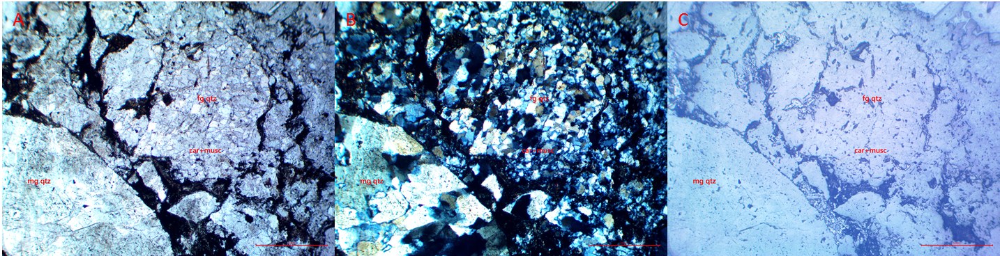 A
fg qtz
car+musc
mg qtz
B
fg qtz
car+musc
mg qtz
C
fg qtz
car+musc
mg qtz